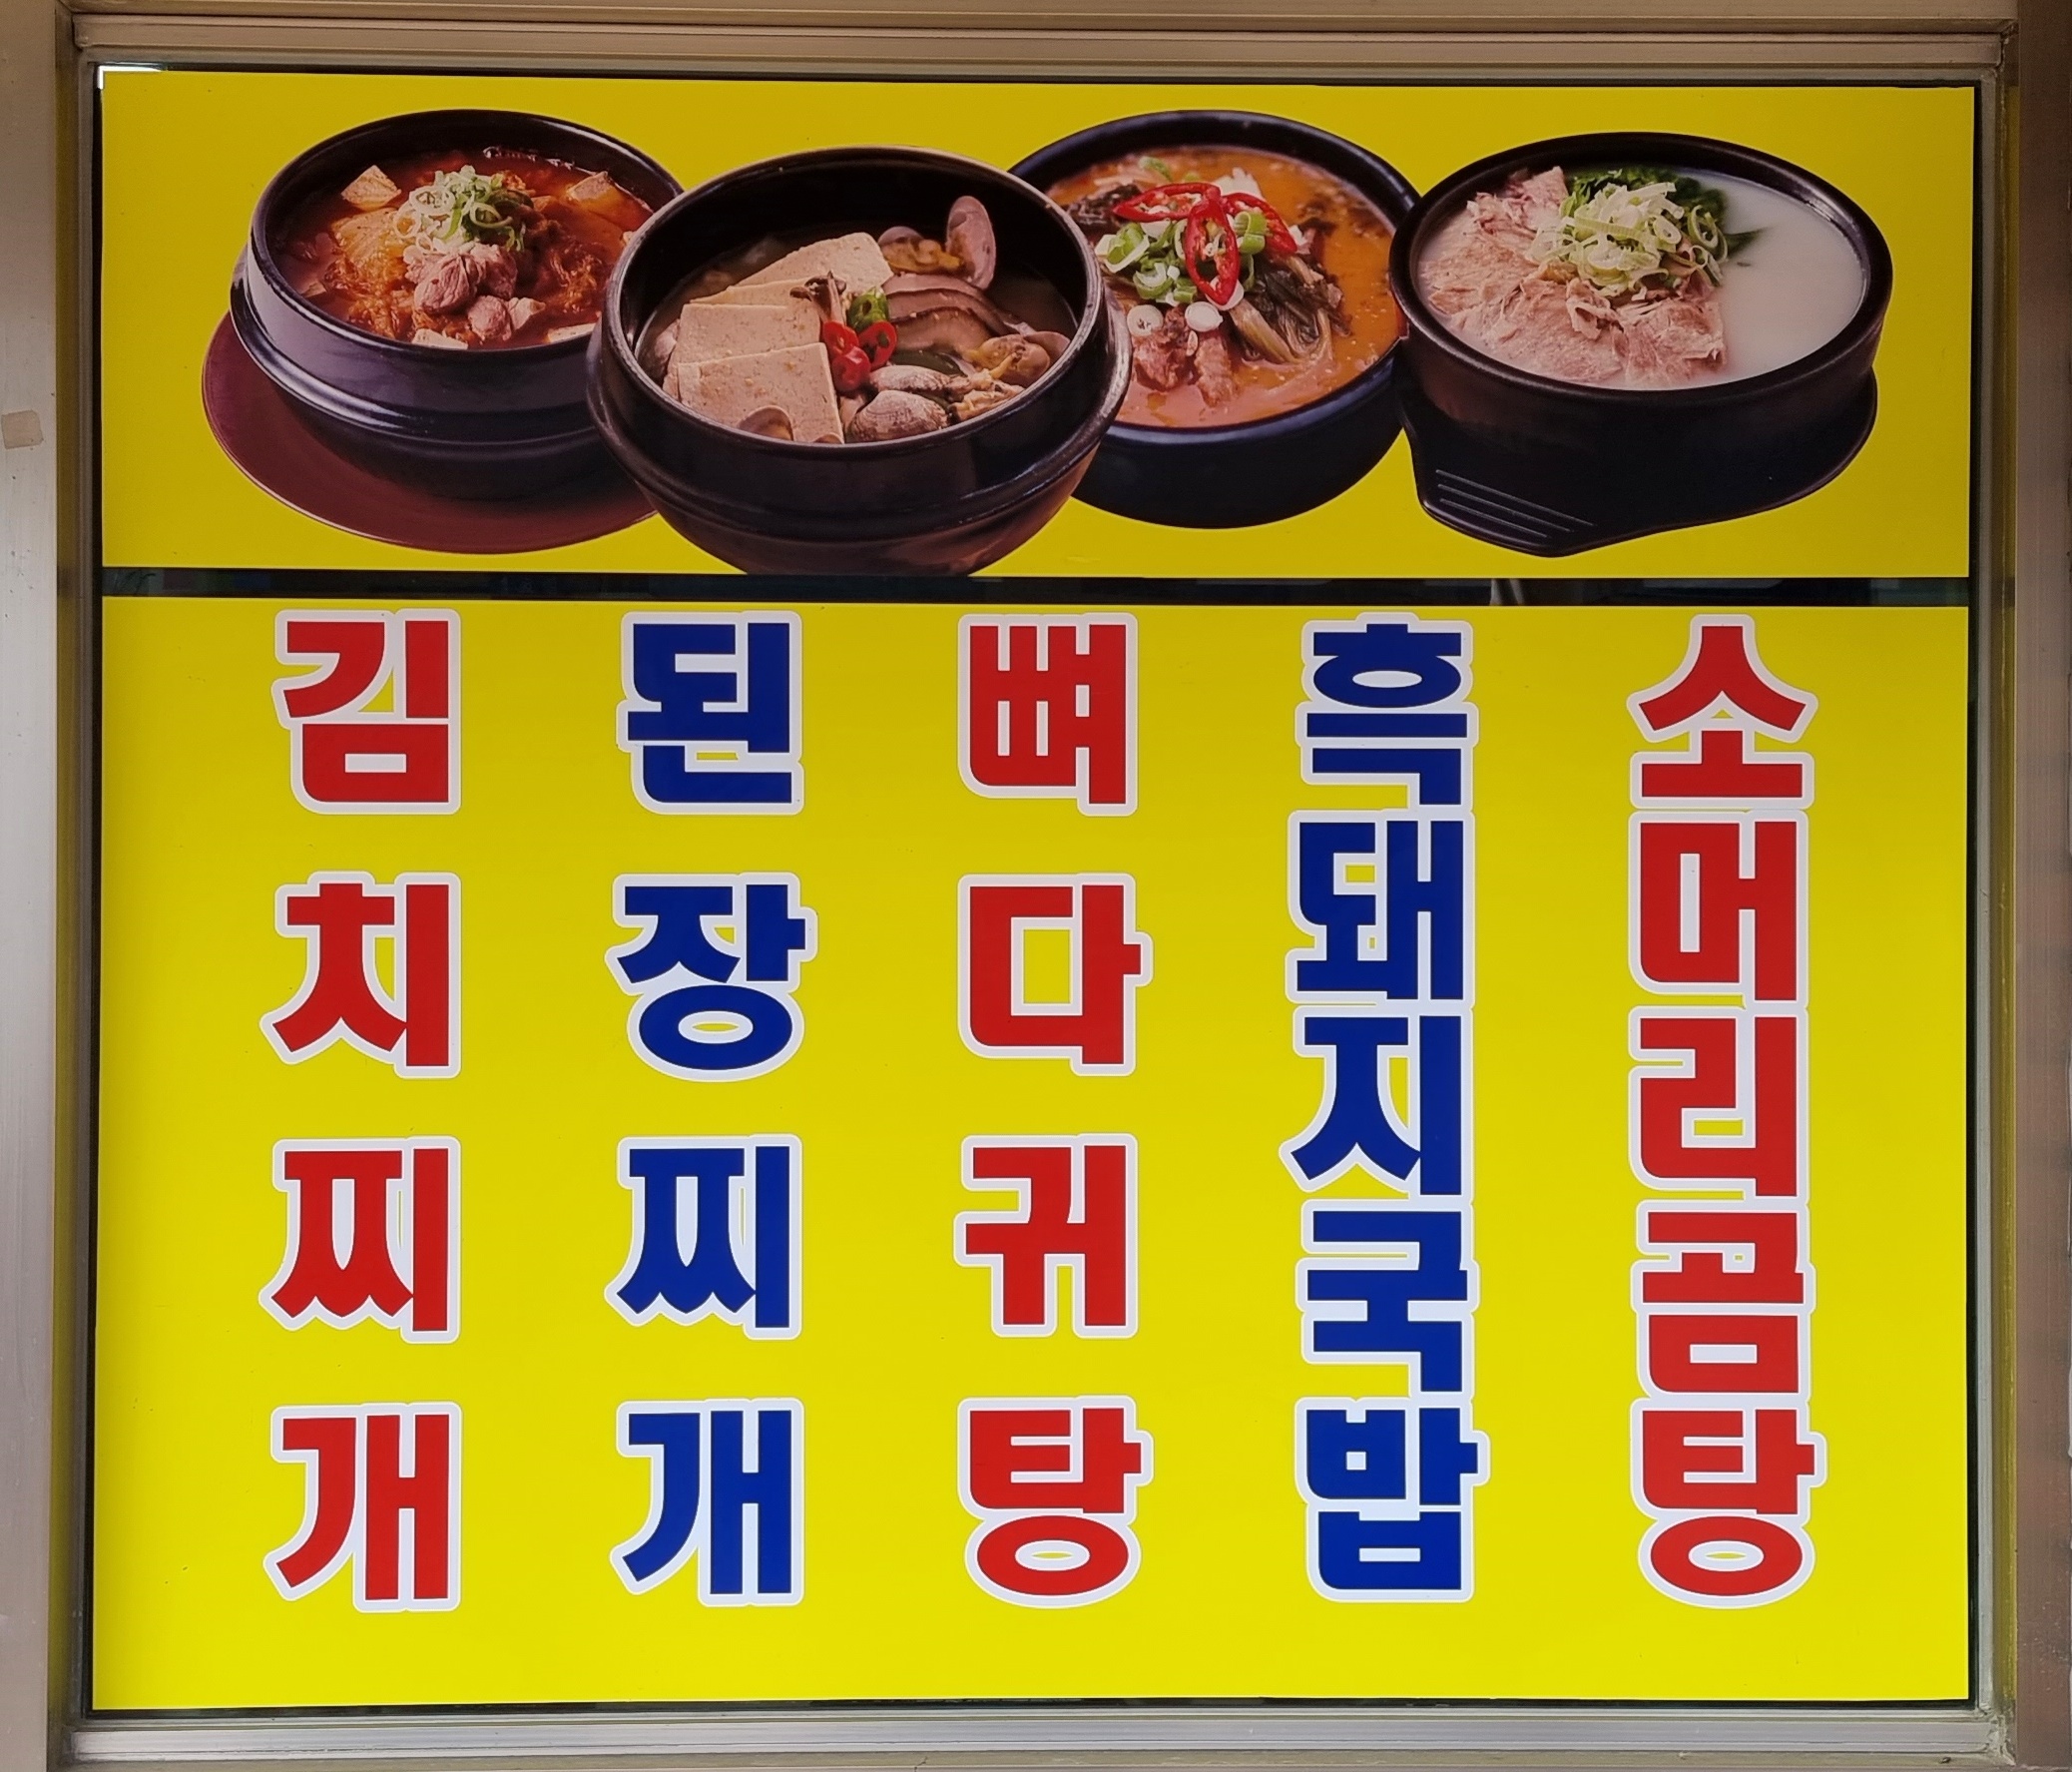 김치찌개
된장찌개
뼈다귀탕
흑돼지국밥
소머리곰탕